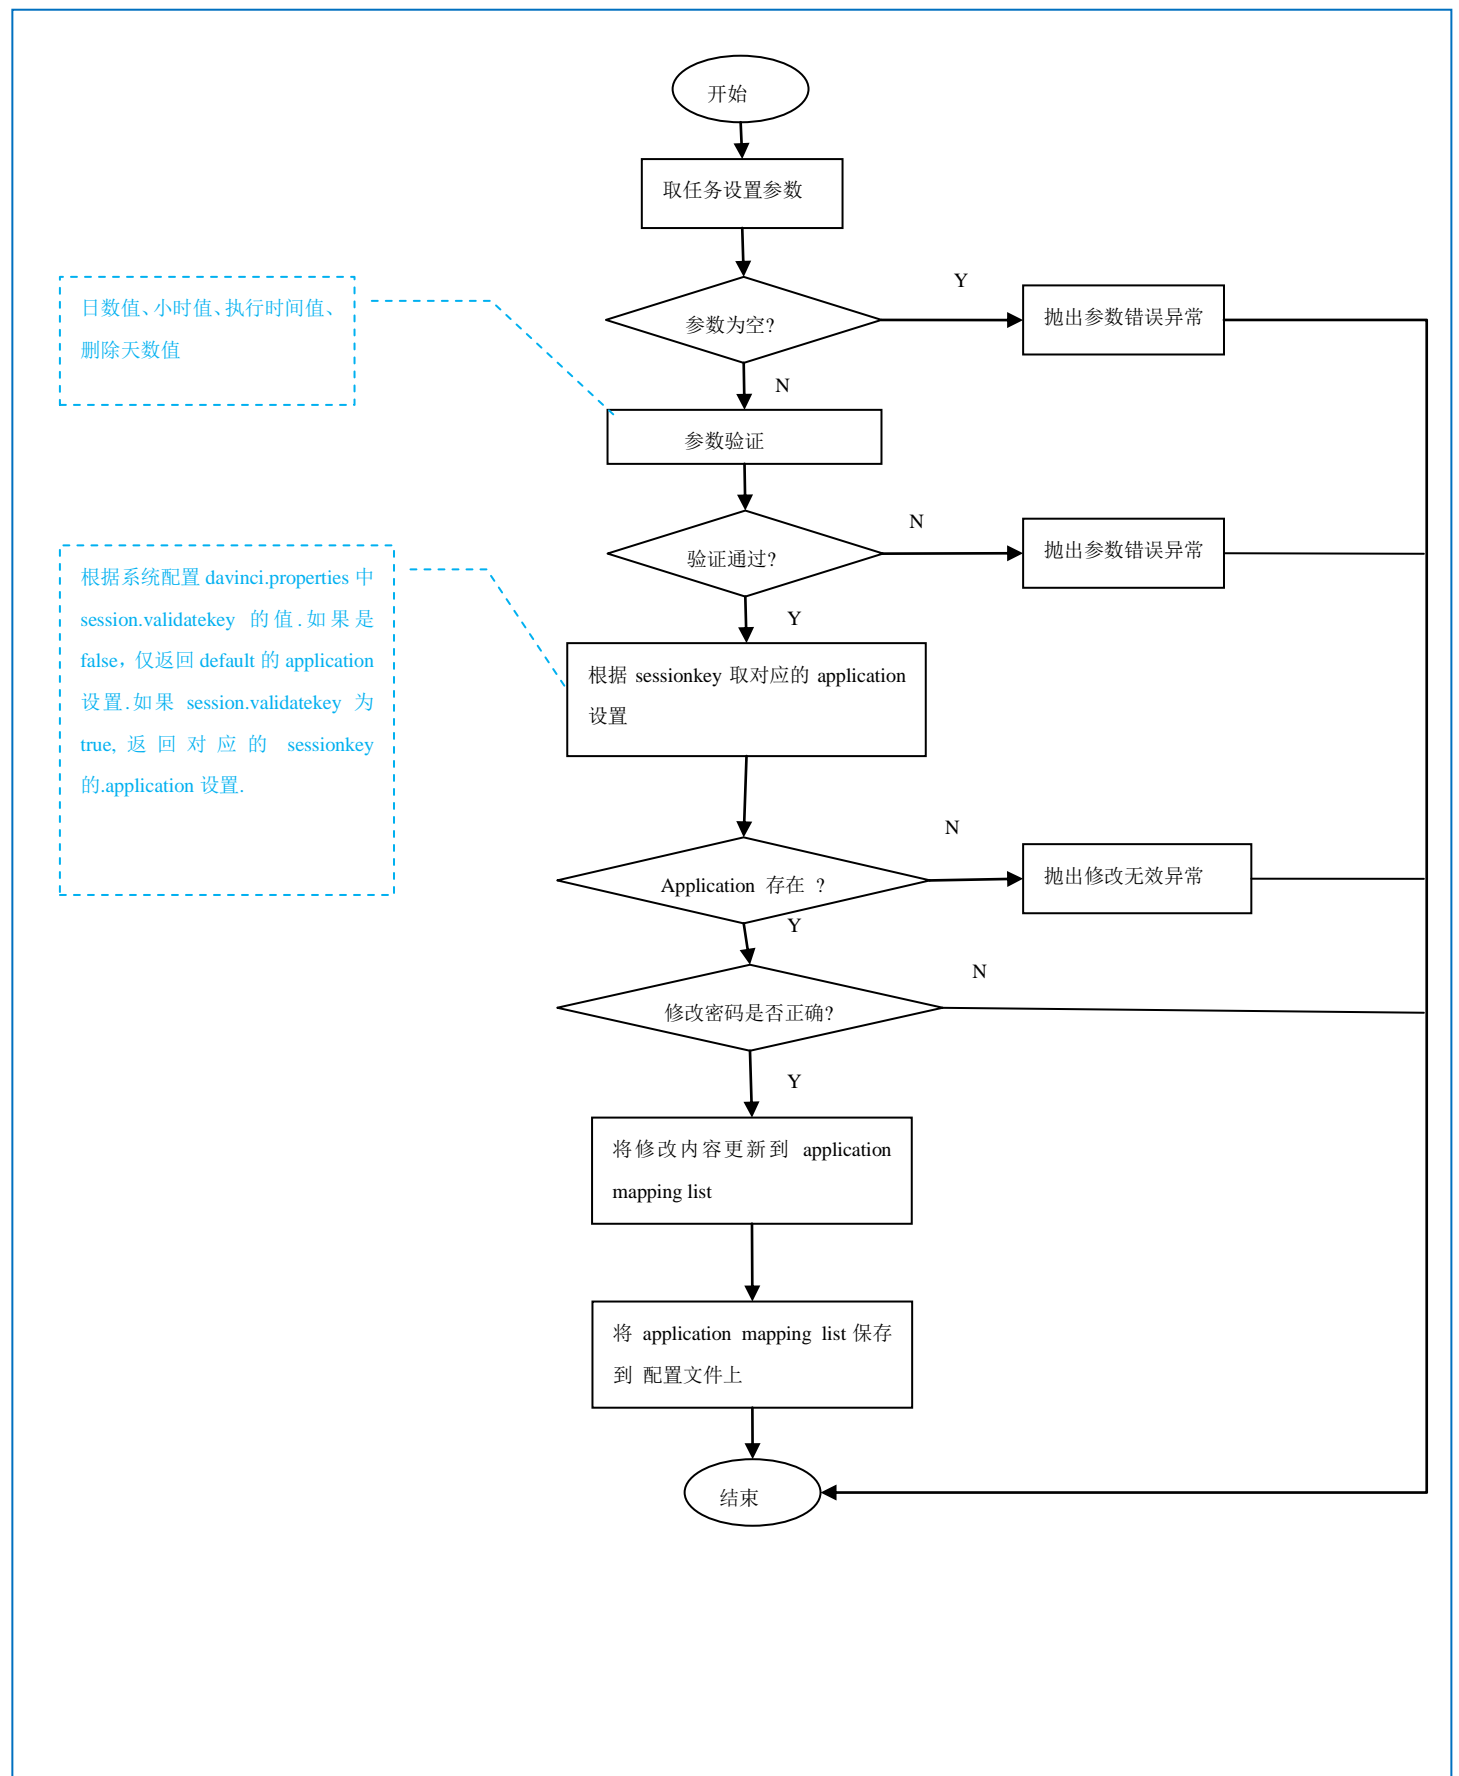 开始
取任务设置参数
Y
日数值、小时值、执行时间值、
删除天数值
参数为空?
抛出参数错误异常
N
参数验证
N
验证通过?
抛出参数错误异常
根据系统配置 davinci.properties 中
session.validatekey 的值.如果是
false，仅返回 default 的 application
设置.如果 session.validatekey 为
true, 返回对应的 sessionkey
的.application 设置.
Y
根据 sessionkey 取对应的 application
设置
N
Application 存在 ?
抛出修改无效异常
Y
N
修改密码是否正确?
Y
将修改内容更新到 application
mapping list
将 application mapping list 保存
到 配置文件上
结束